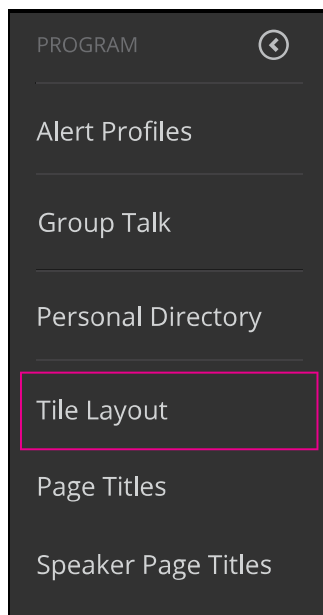 PROGRAM
Alert Profiles
Group Talk
Personal Directory
Tile Layout
Page Titles
Speaker Page Titles